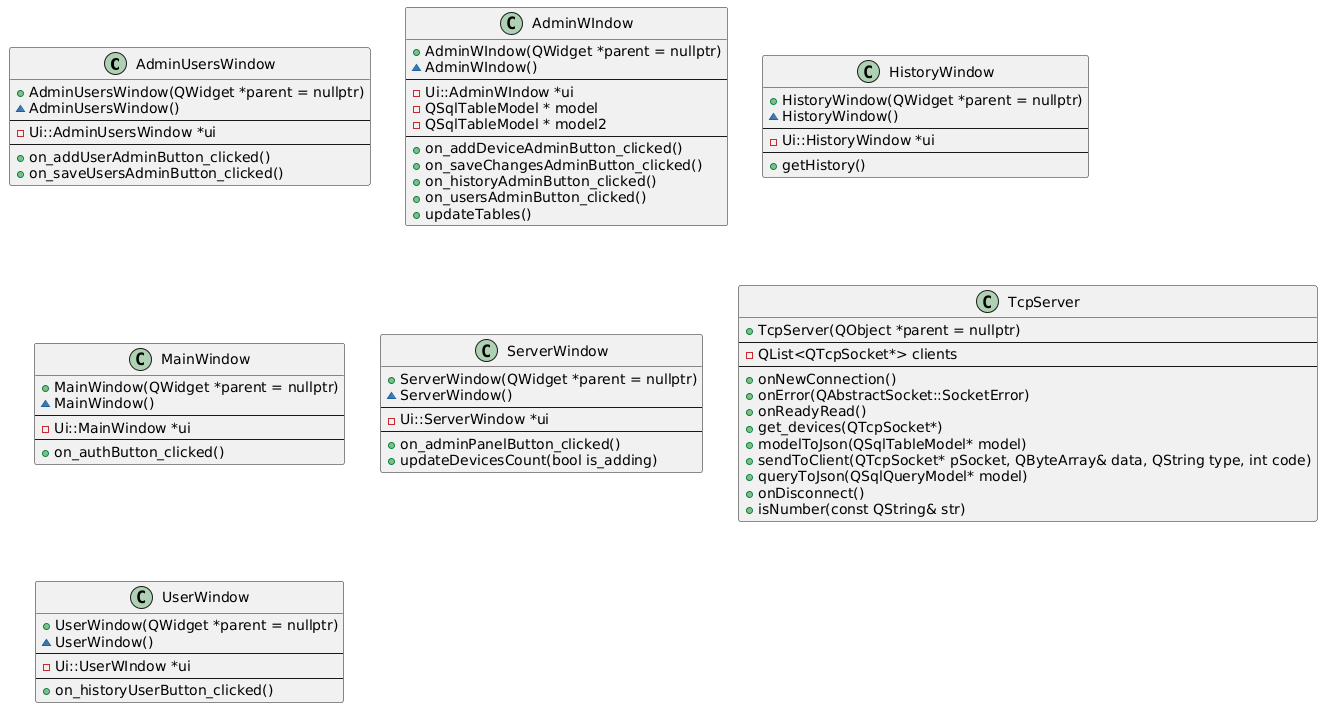 C AdminUsersWindow
AdminUsersWindow(QWidget *parent = nullptr)
AdminUsersWindow()
Ui::AdminUsersWindow *ui
on_addUserAdminButton_clicked()
on_saveUsersAdminButton_clicked()
C AdminWIndow
AdminWIndow(QWidget *parent = nullptr)
AdminWIndow()
Ui::AdminWIndow *ui
QSqlTableModel * model
QSqlTableModel * model2
on_addDeviceAdminButton_clicked()
on_saveChangesAdminButton_clicked()
on_historyAdminButton_clicked()
on_usersAdminButton_clicked()
updateTables()
C HistoryWindow
HistoryWindow(QWidget *parent = nullptr)
HistoryWindow()
Ui::HistoryWindow *ui
getHistory()
C MainWindow
MainWindow(QWidget *parent = nullptr)
MainWindow()
Ui::MainWindow *ui
on_authButton_clicked()
C ServerWindow
ServerWindow(QWidget *parent = nullptr)
ServerWindow()
Ui::ServerWindow *ui
on_adminPanelButton_clicked()
updateDevicesCount(bool is_adding)
C TcpServer
TcpServer(QObject *parent = nullptr)
QList<QTcpSocket*> clients
onNewConnection()
onError(QAbstractSocket::SocketError)
onReadyRead()
get_devices(QTcpSocket*)
modelToJson(QSqlTableModel* model)
sendToClient(QTcpSocket* pSocket, QByteArray& data, QString type, int code)
queryToJson(QSqlQueryModel* model)
onDisconnect()
isNumber(const QString& str)
C UserWindow
UserWindow(QWidget *parent = nullptr)
UserWindow()
Ui::UserWIndow *ui
on_historyUserButton_clicked()